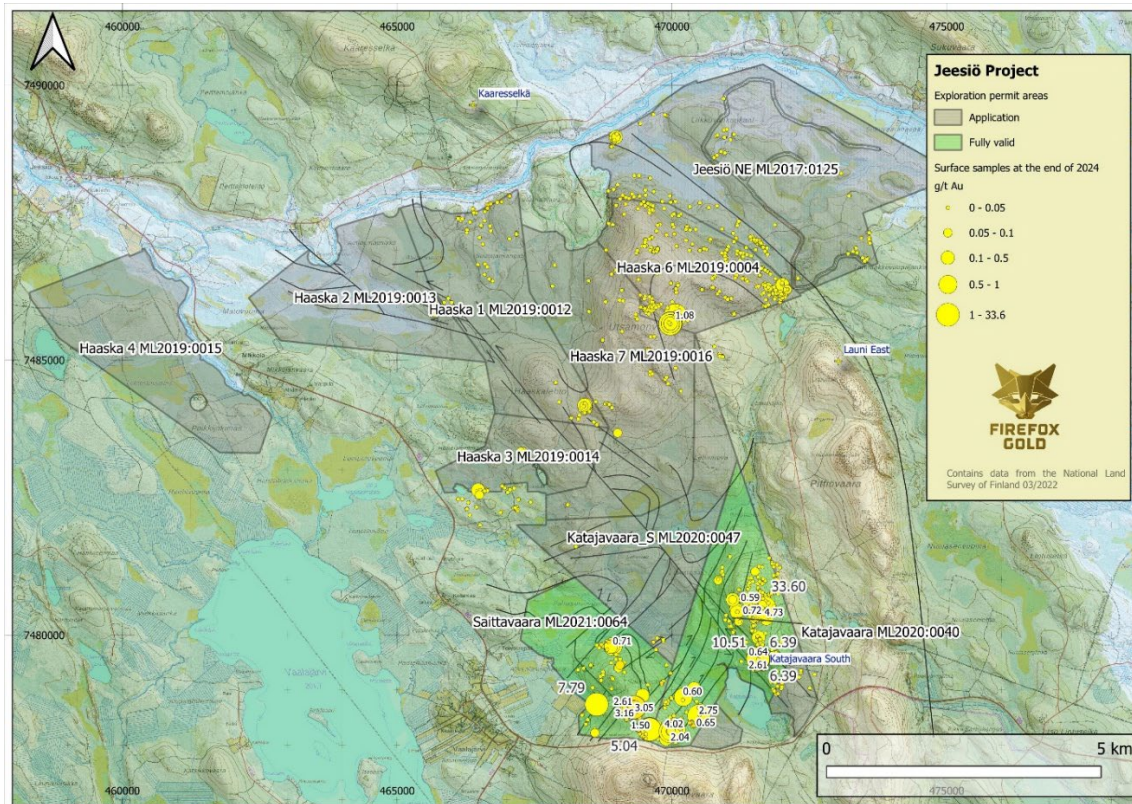 460000
465000
470000
475000
7490000
7485000
7480000
Kaaresselkä
Kaaresselkä
Jeesiö NE ML2017:0125
Haaska 6 ML2019:0004
Haaska 2 ML2019:0013
Haaska 1 ML2019:0012
1.08
Haaska 4 ML2019:0015
Haaska 7 ML2019:0016
Launi East
Haaska 3 ML2019:0014
Pittiövaara
Katajavaara_S ML2020:0047
33.60
0.59
0.72
4.73
Saittavaara ML2021:0064
Katajavaara ML2020:0040
0.71
10.51
6.39
0.64
2.61
Katajavaara South
6.39
7.79
0.60
2.61
3.05
3.16
2.75
1.50
4.02
0.65
2.04
5.04
460000
465000
470000
475000
Jeesiö Project
Exploration permit areas
Application
Fully valid
Surface samples at the end of 2024
g/t Au
0 - 0.05
0.05 - 0.1
0.1 - 0.5
0.5 - 1
1 - 33.6
FIREFOX
GOLD
Contains data from the National Land
Survey of Finland 03/2022
0
5 km